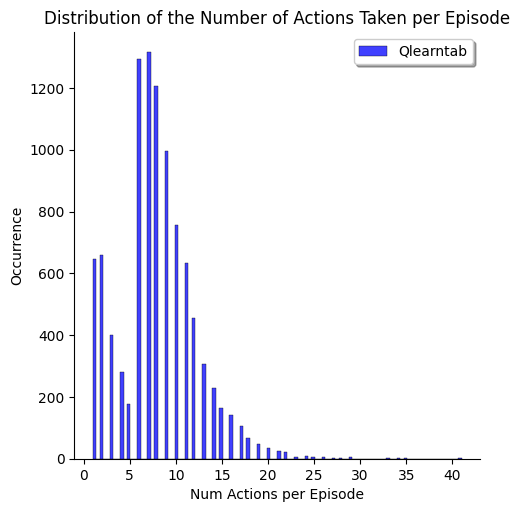 Distribution of the Number of Actions Taken per Episode
Qlearntab
Occurrence
1200
1000
800
600
400
200
0
0 5 10 15 20 25 30 35 40
Num Actions per Episode